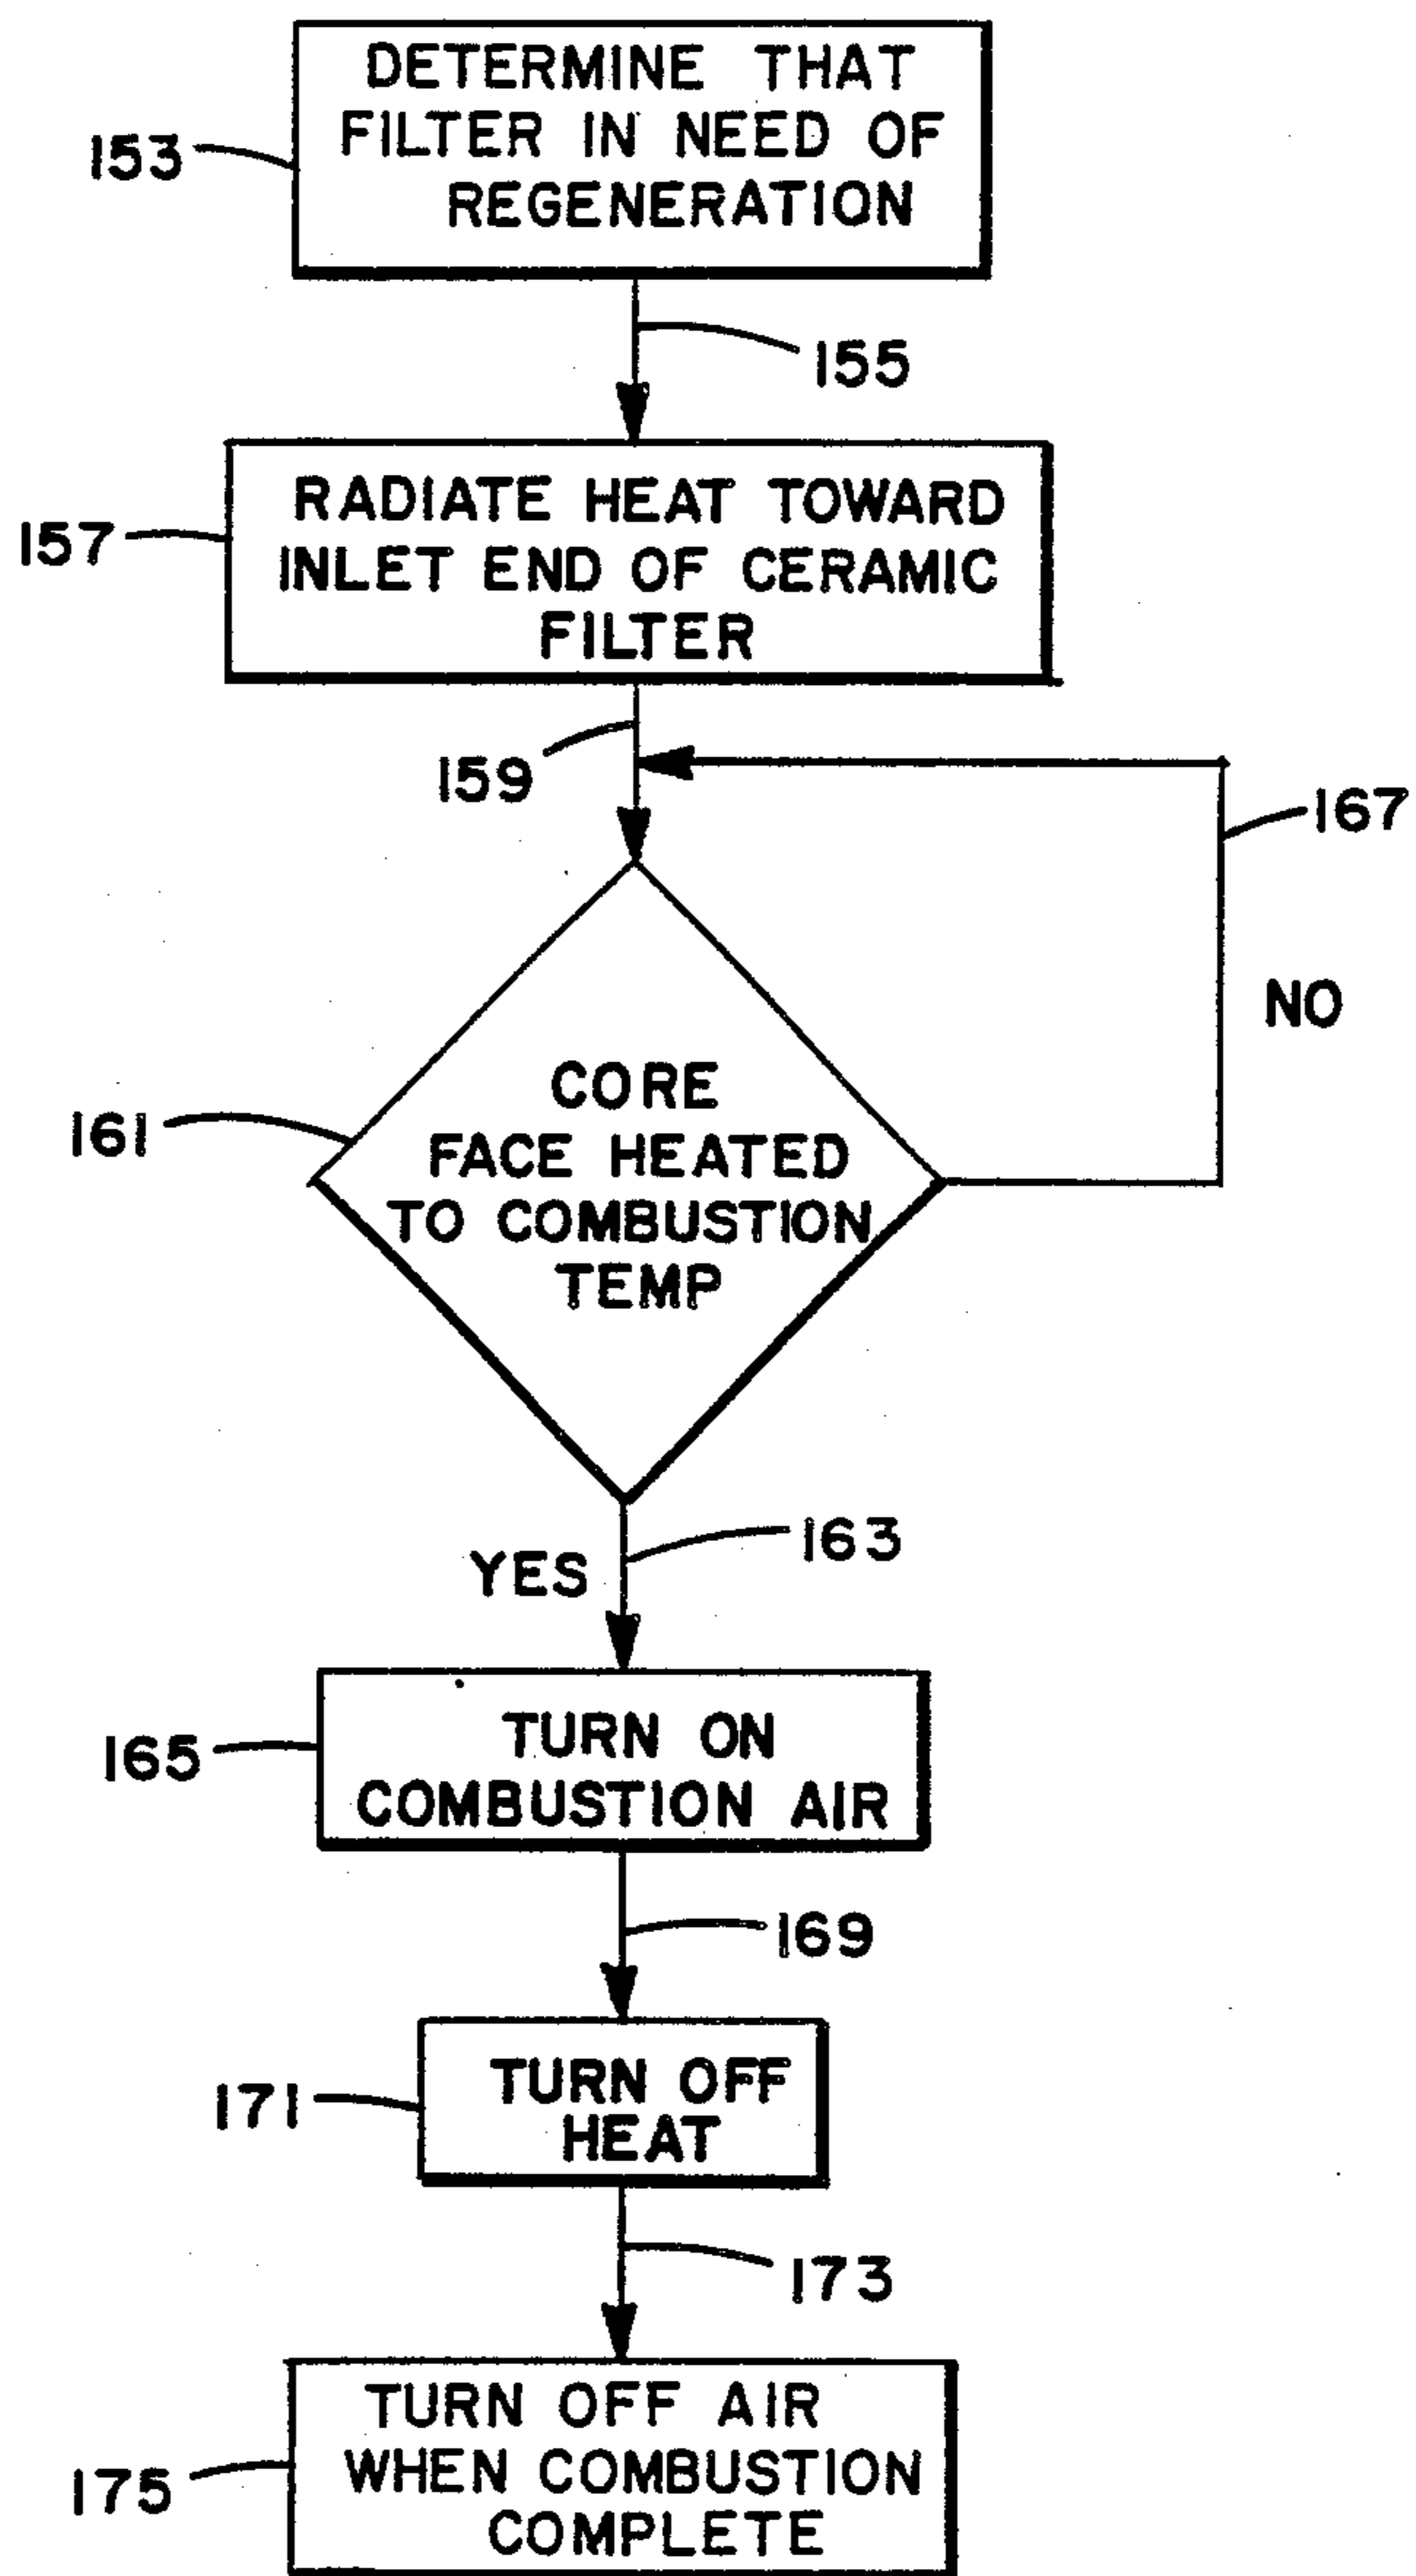 DETERMINE THAT
FILTER IN NEED OF
REGENERATION
153
155
RADIATE HEAT TOWARD
INLET END OF CERAMIC
FILTER
157
159
167
NO
CORE
FACE HEATED
TO COMBUSTION
TEMP
161
163
YES
TURN ON
COMBUSTION AIR
165
169
TURN OFF
HEAT
171
173
TURN OFF AIR
WHEN COMBUSTION
COMPLETE
175